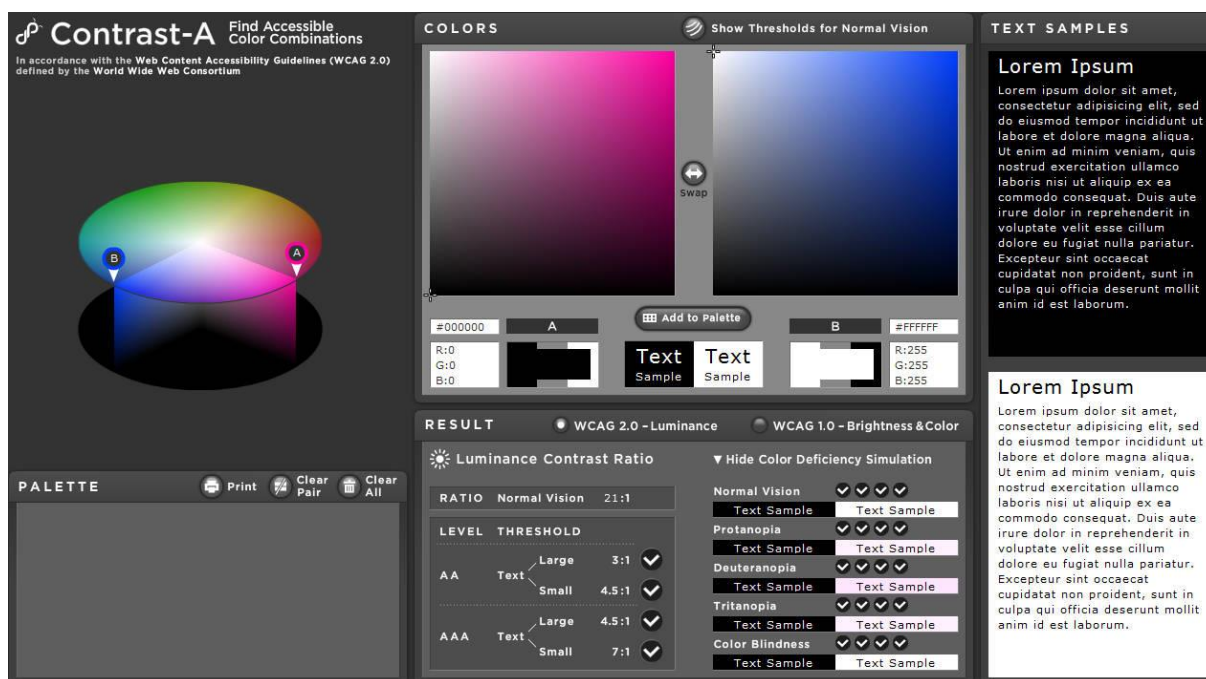 Contrast-A
Find Accessible
Color Combinations
In accordance with the Web Content Accessibility Guidelines (WCAG 2.0)
defined by the World Wide Web Consortium
B
A
PALETTE
Print
Clear
Pair
Clear
All
COLORS
Show Thresholds for Normal Vision
Swap
Add to Palette
#000000
A
B
#FFFFFF
R:0
G:0
B:0
Text
Sample
Text
Sample
R:255
G:255
B:255
RESULT
WCAG 2.0 - Luminance
WCAG 1.0 - Brightness & Color
Luminance Contrast Ratio
RATIO Normal Vision 21:1
LEVEL THRESHOLD
AA Text
Large 3:1
Small 4.5:1
AAA Text
Large 4.5:1
Small 7:1
▼ Hide Color Deficiency Simulation
Normal Vision
Text Sample Text Sample
Protanopia
Text Sample Text Sample
Deuteranopia
Text Sample Text Sample
Tritanopia
Text Sample Text Sample
Color Blindness
Text Sample Text Sample
TEXT SAMPLES
Lorem Ipsum
Lorem ipsum dolor sit amet,
consectetur adipisicing elit, sed
do eiusmod tempor incididunt ut
labore et dolore magna aliqua.
Ut enim ad minim veniam, quis
nostrud exercitation ullamco
laboris nisi ut aliquip ex ea
commodo consequat. Duis aute
irure dolor in reprehenderit in
voluptate velit esse cillum
dolore eu fugiat nulla pariatur.
Excepteur sint occaecat
cupidatat non proident, sunt in
culpa qui officia deserunt mollit
anim id est laborum.
Lorem Ipsum
Lorem ipsum dolor sit amet,
consectetur adipisicing elit, sed
do eiusmod tempor incididunt ut
labore et dolore magna aliqua.
Ut enim ad minim veniam, quis
nostrud exercitation ullamco
laboris nisi ut aliquip ex ea
commodo consequat. Duis aute
irure dolor in reprehenderit in
voluptate velit esse cillum
dolore eu fugiat nulla pariatur.
Excepteur sint occaecat
cupidatat non proident, sunt in
culpa qui officia deserunt mollit
anim id est laborum.